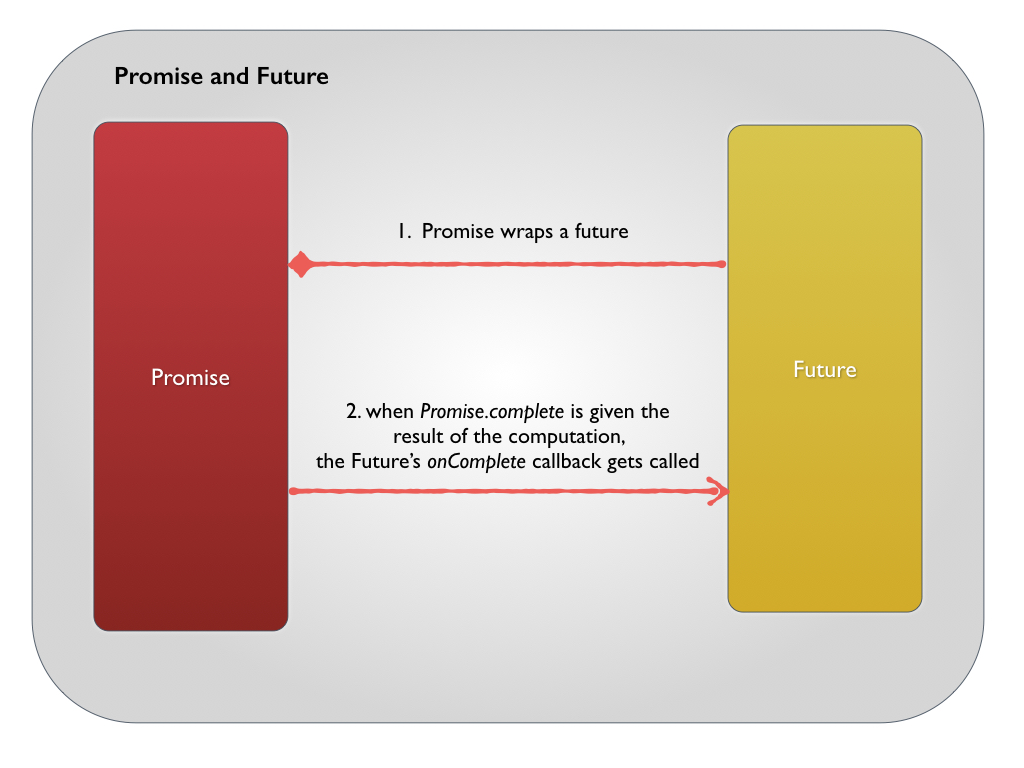 Promise and Future
1. Promise wraps a future
Promise
Future
2. when Promise.complete is given the
result of the computation,
the Future’s onComplete callback gets called